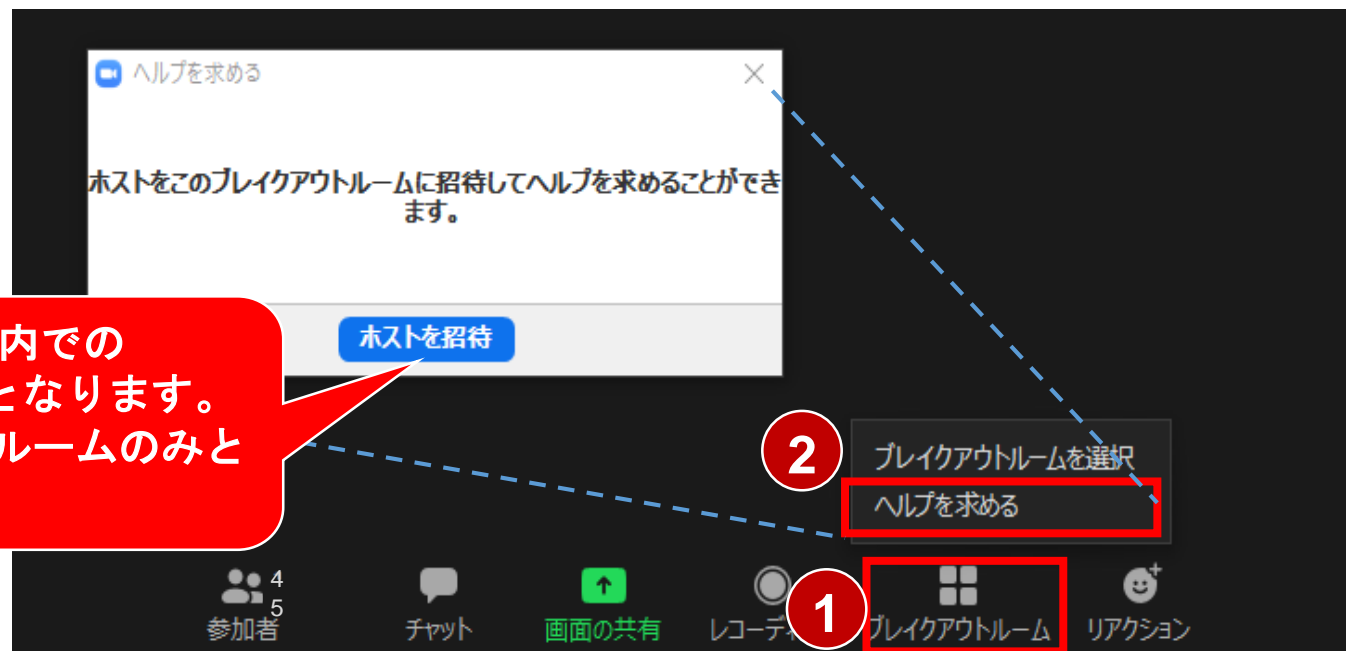 ヘルプを求める
ホストをこのブレイクアウトルームに招待してヘルプを求めることができ
ます。
ホストを招待
内での
となります。
ルームのみと
2
ブレイクアウトルームを選択
ヘルプを求める
4
5
参加者
チャット
画面の共有
レコーデ
1
ブレイクアウトルーム
リアクション